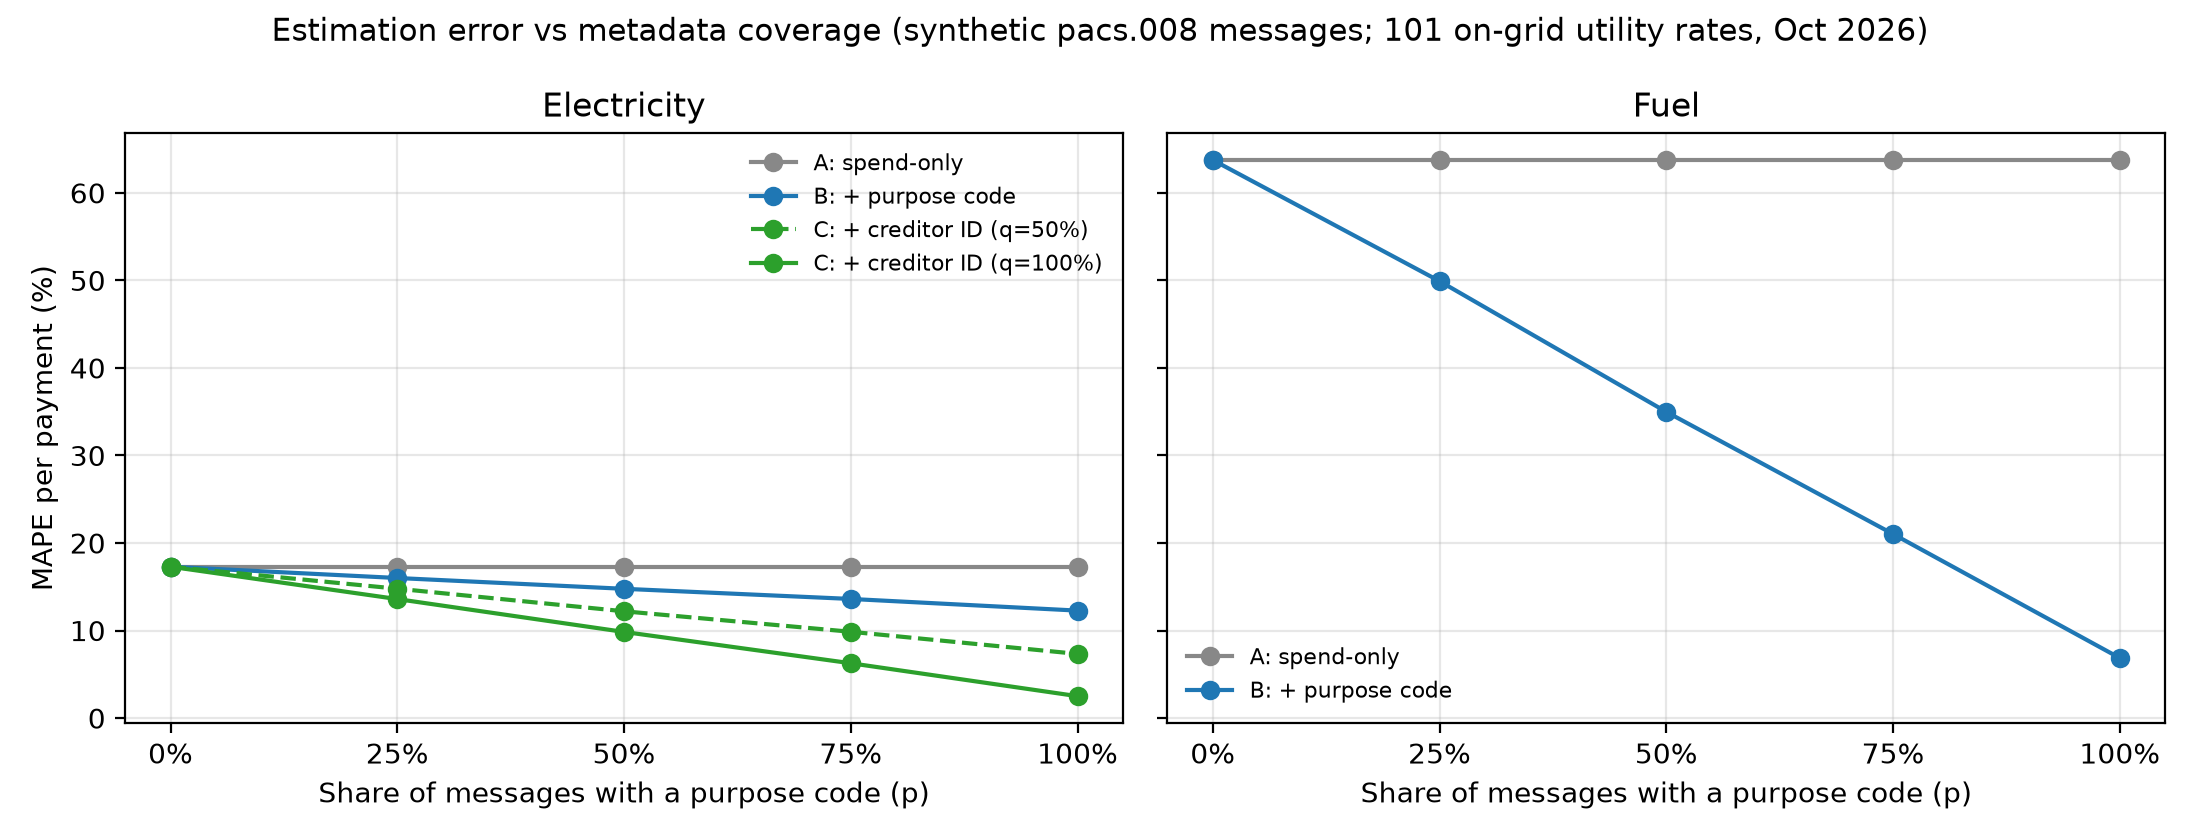 Estimation error vs metadata coverage (synthetic pacs.008 messages; 101 on-grid utility rates, Oct 2026)
Electricity
MAPE per payment (%)
60
50
40
30
20
10
0
A: spend-only
B: + purpose code
C: + creditor ID (q=50%)
C: + creditor ID (q=100%)
0%
25%
50%
75%
100%
Share of messages with a purpose code (p)
Fuel
A: spend-only
B: + purpose code
0%
25%
50%
75%
100%
Share of messages with a purpose code (p)